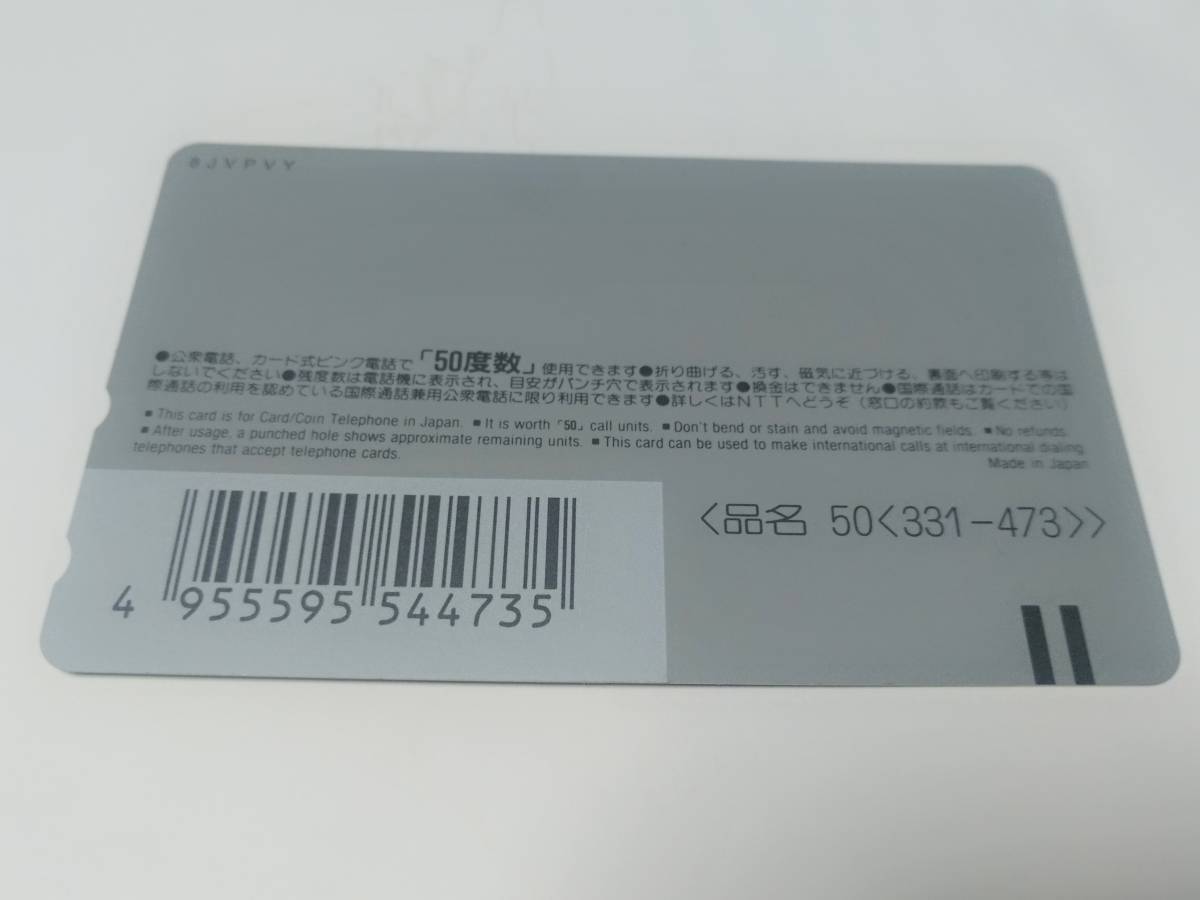 6JVPVY
●公衆電話、カード式ピンク電話で「50度数」使用できます●折り曲げる、汚す、磁気に近づける、裏面へ印刷する等は
しないでください●残度数は電話機に表示され、目安がパンチ穴で表示されます●換金はできません●国際通話はカードでの国
際通話の利用を認めている国際通話兼用公衆電話に限り利用できます●詳しくはNTTへどうぞ（窓口の約款もご覧ください）
■ This card is for Card/Coin Telephone in Japan. ■ It is worth「50」call units. ■ Don't bend or stain and avoid magnetic fields. ■ No refunds.
■ After usage, a punched hole shows approximate remaining units. ■ This card can be used to make international calls at international dialing
telephones that accept telephone cards.
Made in Japan
〈品名 50〈331-473〉〉
4 955595 544735